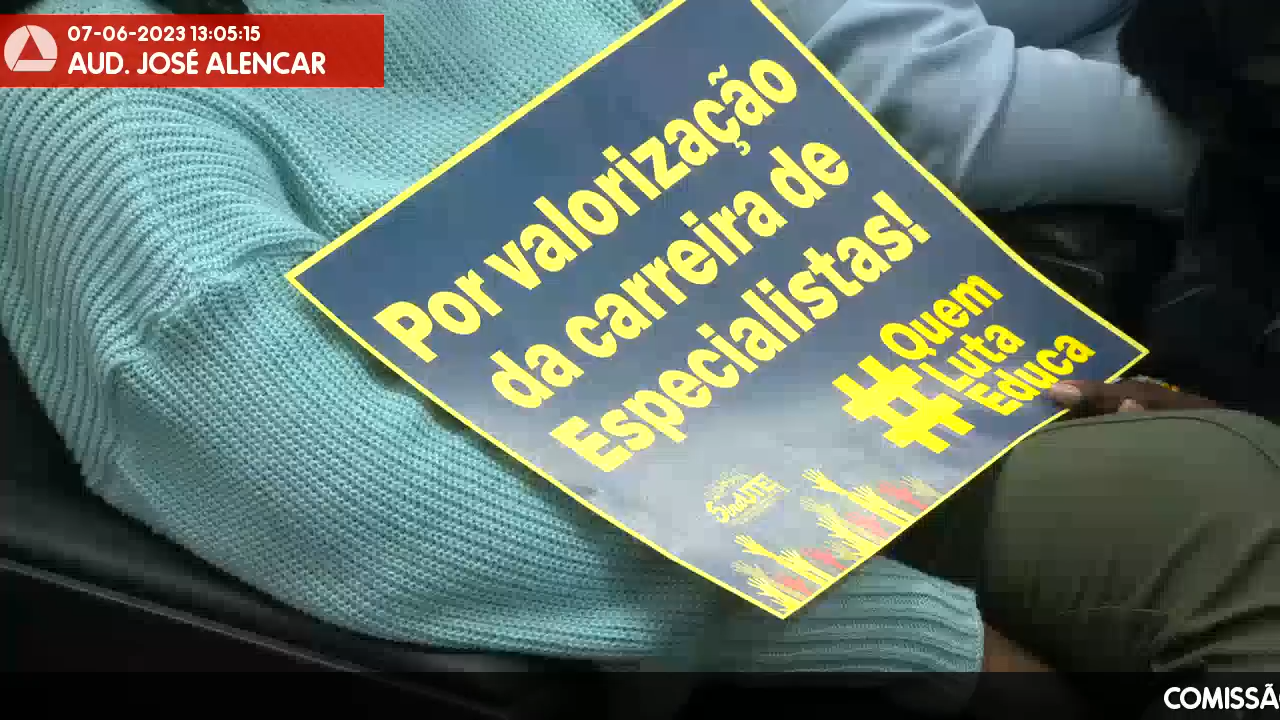 07-06-2023 13:05:15
AUD. JOSÉ ALENCAR
Por valorização
da carreira de
Especialistas!
#Quem
Luta
Educa
SindUTE
COMISSÃ